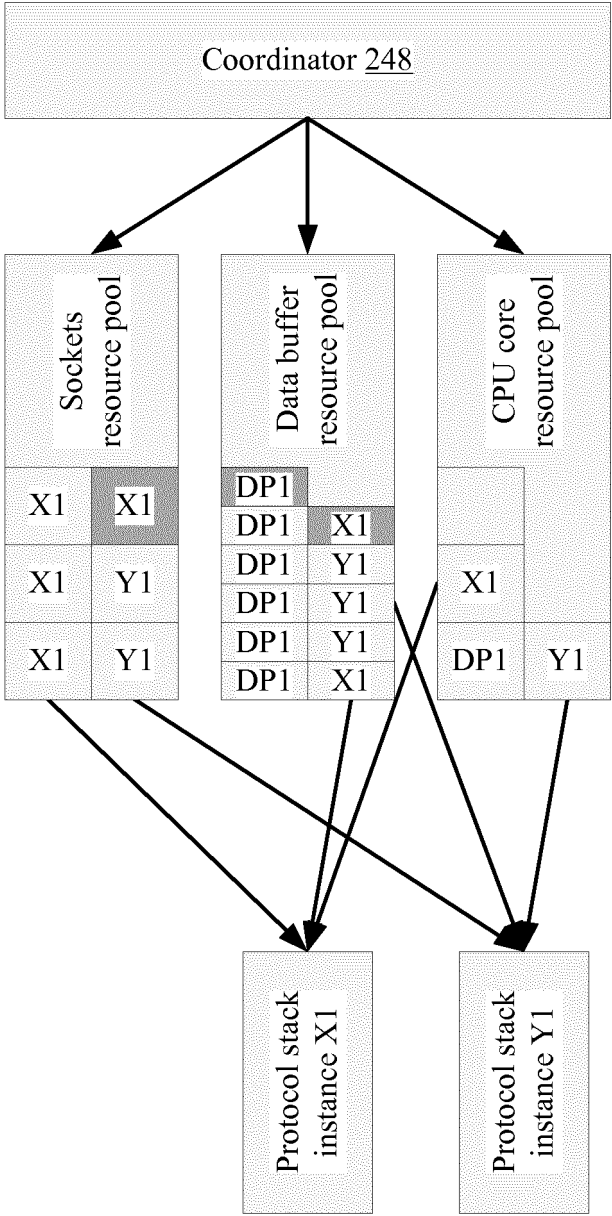 Coordinator 248
Sockets
resource pool
Data buffer
resource pool
CPU core
resource pool
X1 X1
X1 Y1
X1 Y1
DP1
DP1 X1
DP1 Y1
DP1 Y1
DP1 Y1
DP1 X1
X1
DP1 Y1
Protocol stack
instance X1
Protocol stack
instance Y1